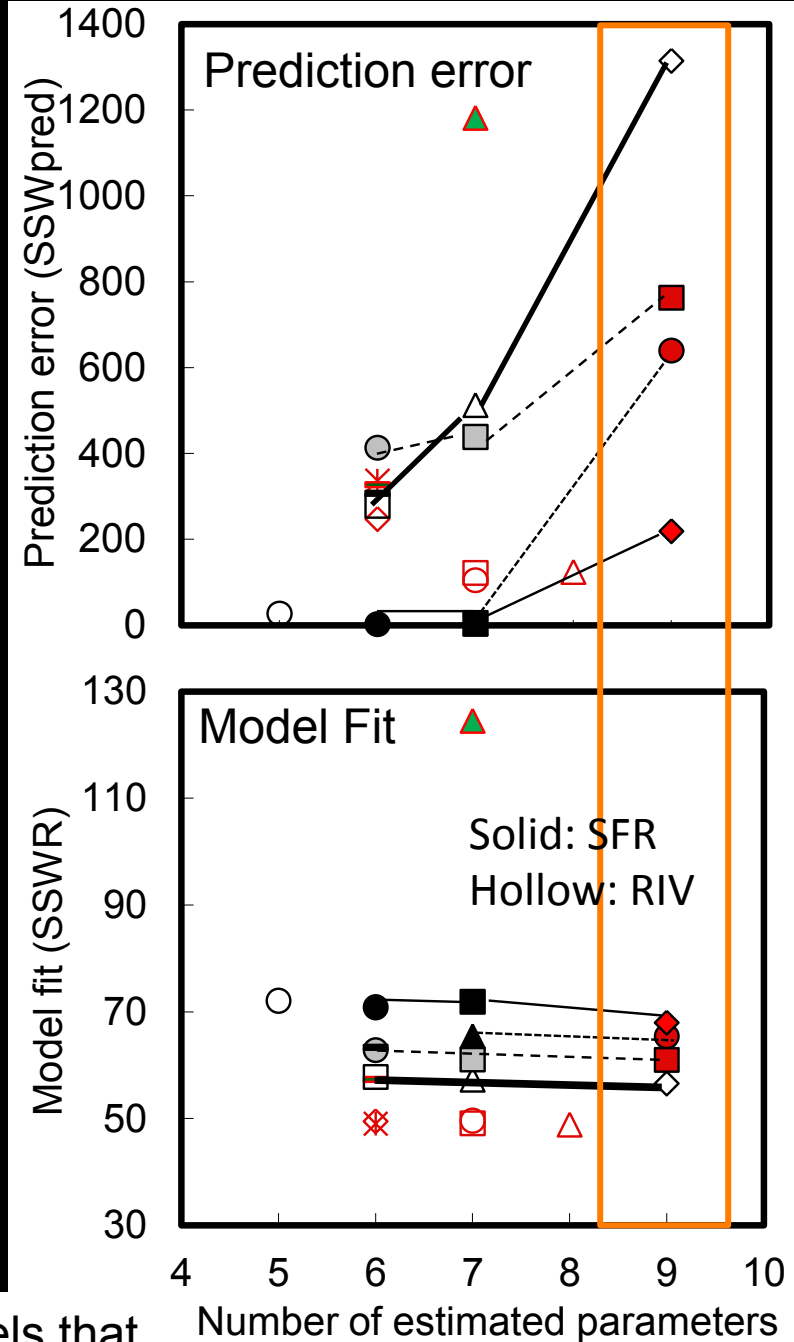 Prediction error
Prediction error (SSWpred)
1400
1200
1000
800
600
400
200
0
Model Fit
Model fit (SSWR)
130
110
90
70
50
30
Solid: SFR
Hollow: RIV
4 5 6 7 8 9 10
Number of estimated parameters
els that